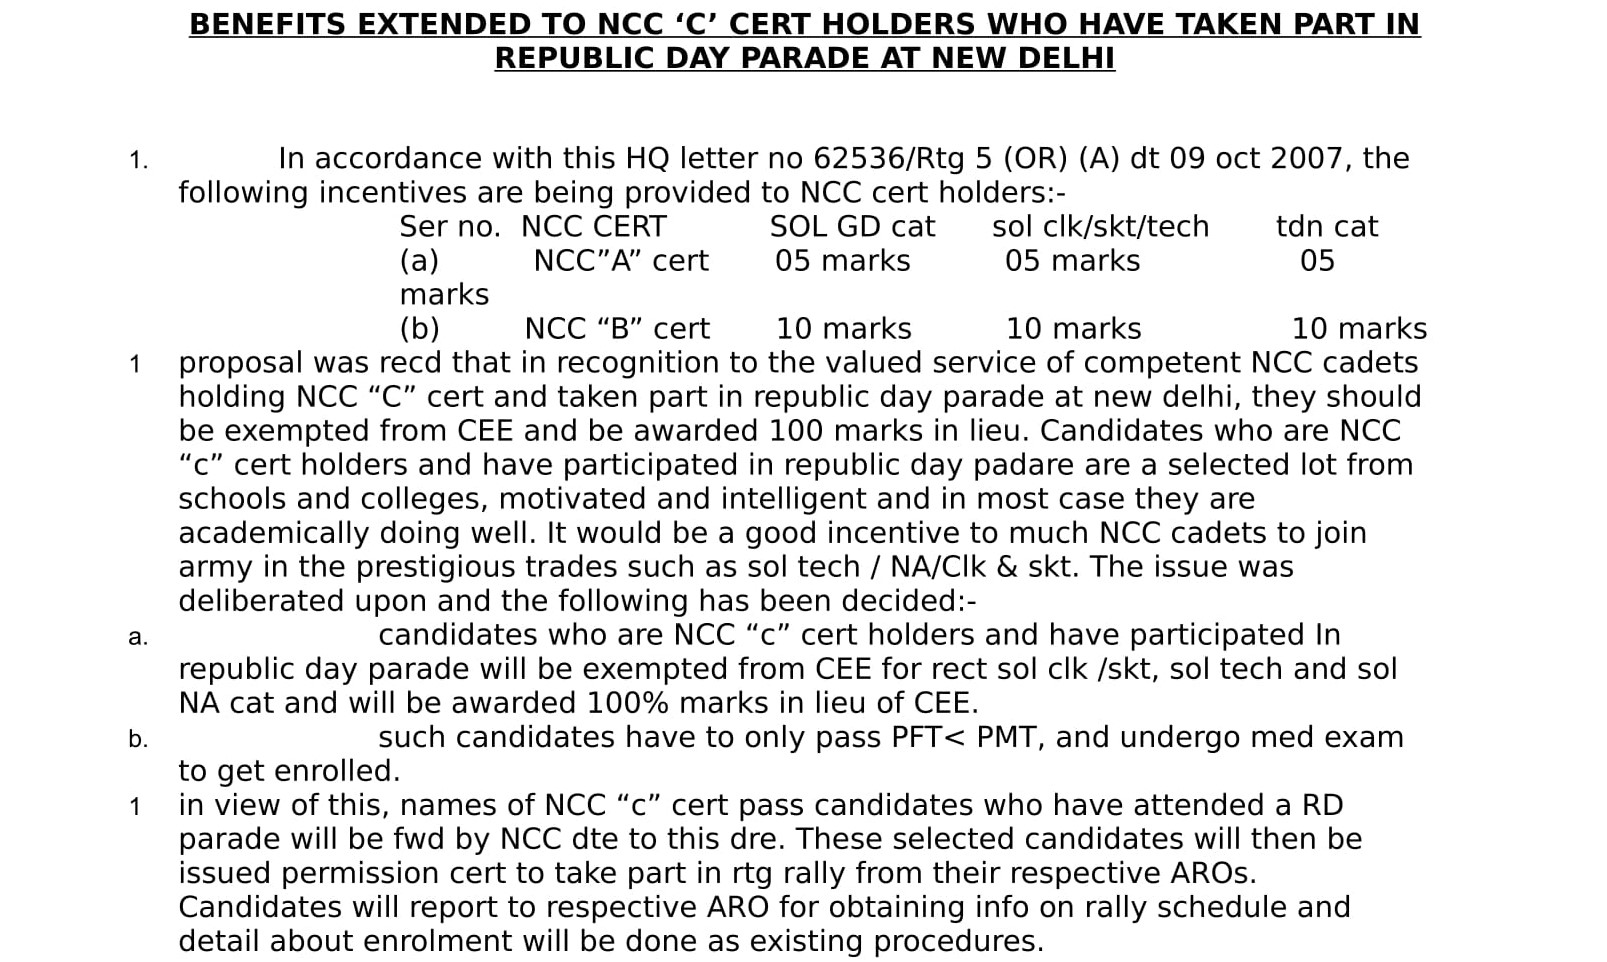 BENEFITS EXTENDED TO NCC ‘C’ CERT HOLDERS WHO HAVE TAKEN PART IN
REPUBLIC DAY PARADE AT NEW DELHI
1. In accordance with this HQ letter no 62536/Rtg 5 (OR) (A) dt 09 oct 2007, the
following incentives are being provided to NCC cert holders:-
Ser no. NCC CERT SOL GD cat sol clk/skt/tech tdn cat
(a) NCC”A” cert 05 marks 05 marks 05
marks
(b) NCC “B” cert 10 marks 10 marks 10 marks
1 proposal was recd that in recognition to the valued service of competent NCC cadets
holding NCC “C” cert and taken part in republic day parade at new delhi, they should
be exempted from CEE and be awarded 100 marks in lieu. Candidates who are NCC
“c” cert holders and have participated in republic day padare are a selected lot from
schools and colleges, motivated and intelligent and in most case they are
academically doing well. It would be a good incentive to much NCC cadets to join
army in the prestigious trades such as sol tech / NA/Clk & skt. The issue was
deliberated upon and the following has been decided:-
a. candidates who are NCC “c” cert holders and have participated In
republic day parade will be exempted from CEE for rect sol clk /skt, sol tech and sol
NA cat and will be awarded 100% marks in lieu of CEE.
b. such candidates have to only pass PFT< PMT, and undergo med exam
to get enrolled.
1 in view of this, names of NCC “c” cert pass candidates who have attended a RD
parade will be fwd by NCC dte to this dre. These selected candidates will then be
issued permission cert to take part in rtg rally from their respective AROs.
Candidates will report to respective ARO for obtaining info on rally schedule and
detail about enrolment will be done as existing procedures.